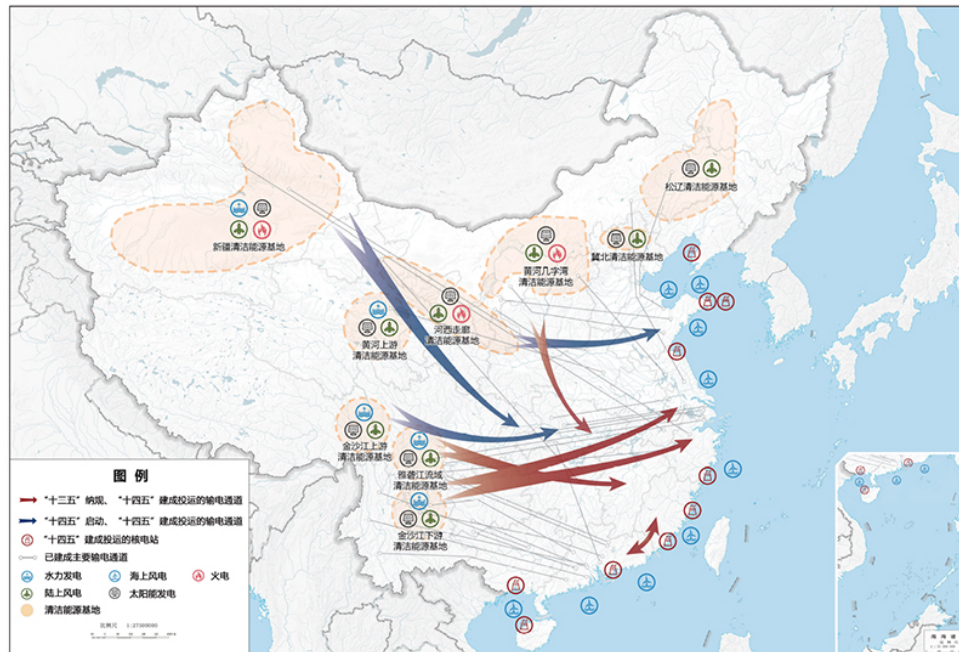 松辽清洁能源基地
新疆清洁能源基地
冀北清洁能源基地
黄河几字湾
清洁能源基地
河西走廊
清洁能源基地
黄河上游
清洁能源基地
金沙江上游
清洁能源基地
雅砻江流域
清洁能源基地
金沙江下游
清洁能源基地
图 例
“十三五”纳规、“十四五”建成投运的输电通道
“十四五”启动、“十四五”建成投运的输电通道
“十四五”建成投运的核电站
已建成主要输电通道
水力发电
海上风电
火电
陆上风电
太阳能发电
清洁能源基地
比例尺